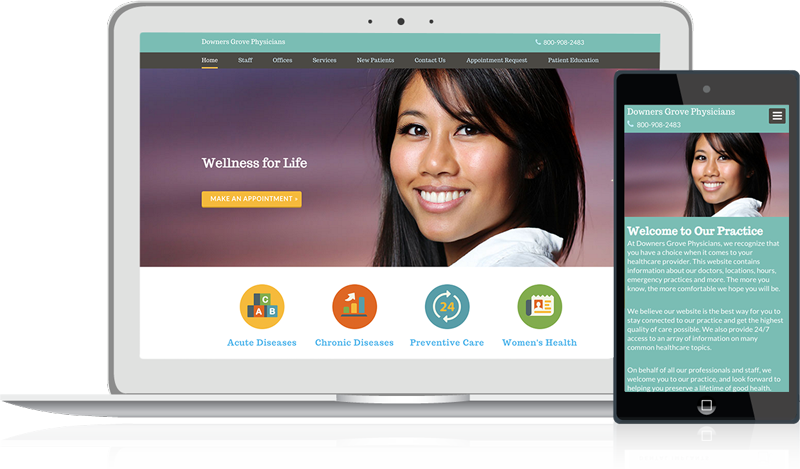 Downers Grove Physicians
800-908-2483
Home Staff Offices Services New Patients Contact Us Appointment Request Patient Education
Wellness for Life
MAKE AN APPOINTMENT »
C
A B
24
Acute Diseases Chronic Diseases Preventive Care Women's Health
Downers Grove Physicians
800-908-2483
Welcome to Our Practice
At Downers Grove Physicians, we recognize that
you have a choice when it comes to your
healthcare provider. This website contains
information about our doctors, locations, hours,
emergency practices and more. The more you
know, the more comfortable we hope you will be.
We believe our website is the best way for you to
stay connected to our practice and get the highest
quality of care possible. We also provide 24/7
access to an array of information on many
common healthcare topics.
On behalf of all our professionals and staff, we
welcome you to our practice, and look forward to
helping you preserve a lifetime of good health.